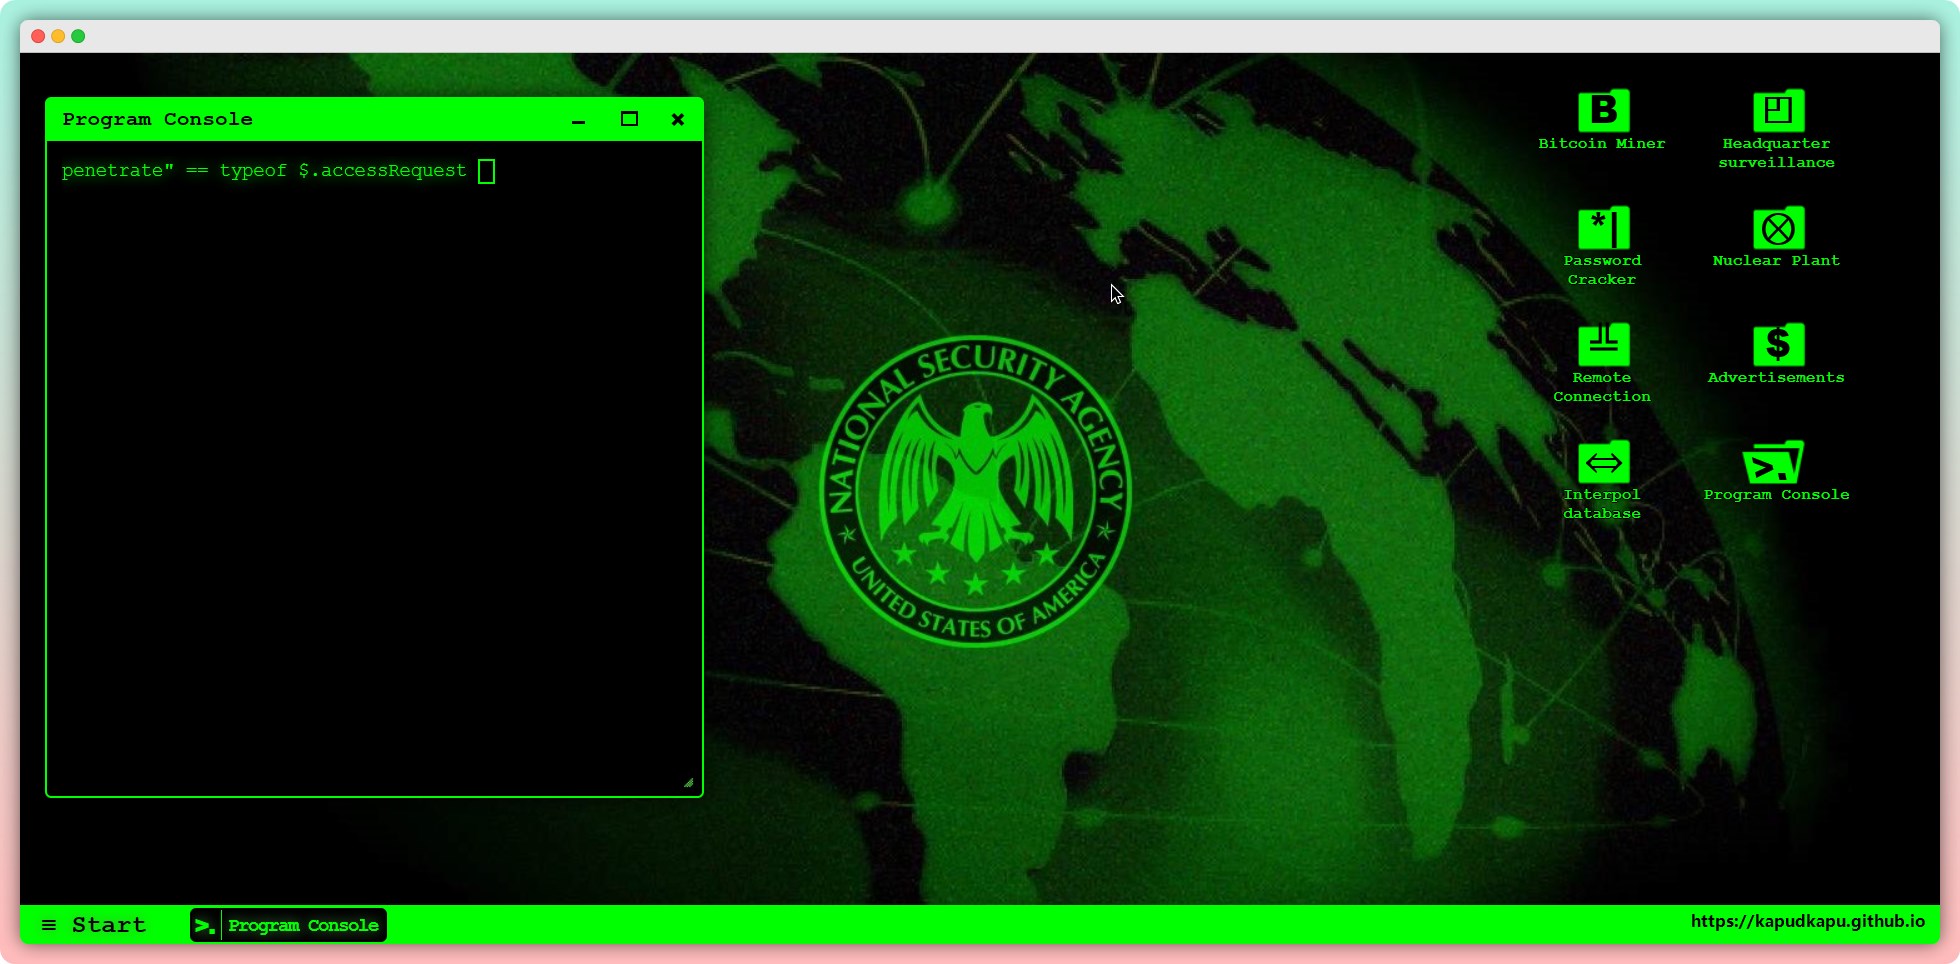 Program Console
penetrate" == typeof $.accessRequest
B
Bitcoin Miner
Headquarter
surveillance
*|
Password
Cracker
Nuclear Plant
Remote
Connection
$
Advertisements
Interpol
database
>.
Program Console
NATIONAL SECURITY AGENCY
UNITED STATES OF AMERICA
≡ Start
>. Program Console
https://kapudkapu.github.io